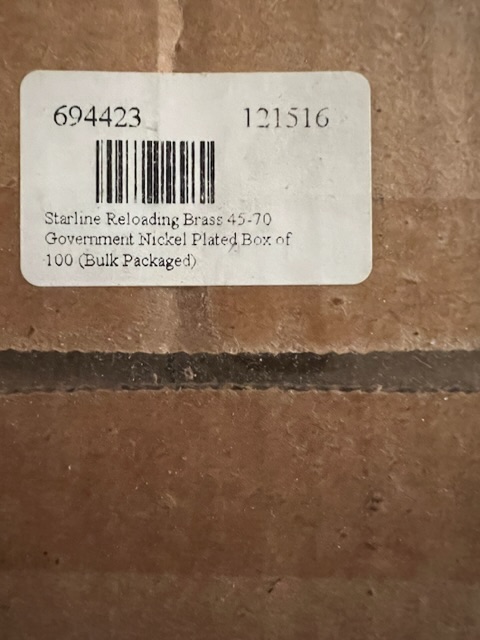 694423 121516
Starline Reloading Brass 45-70
Government Nickel Plated Box of
100 (Bulk Packaged)